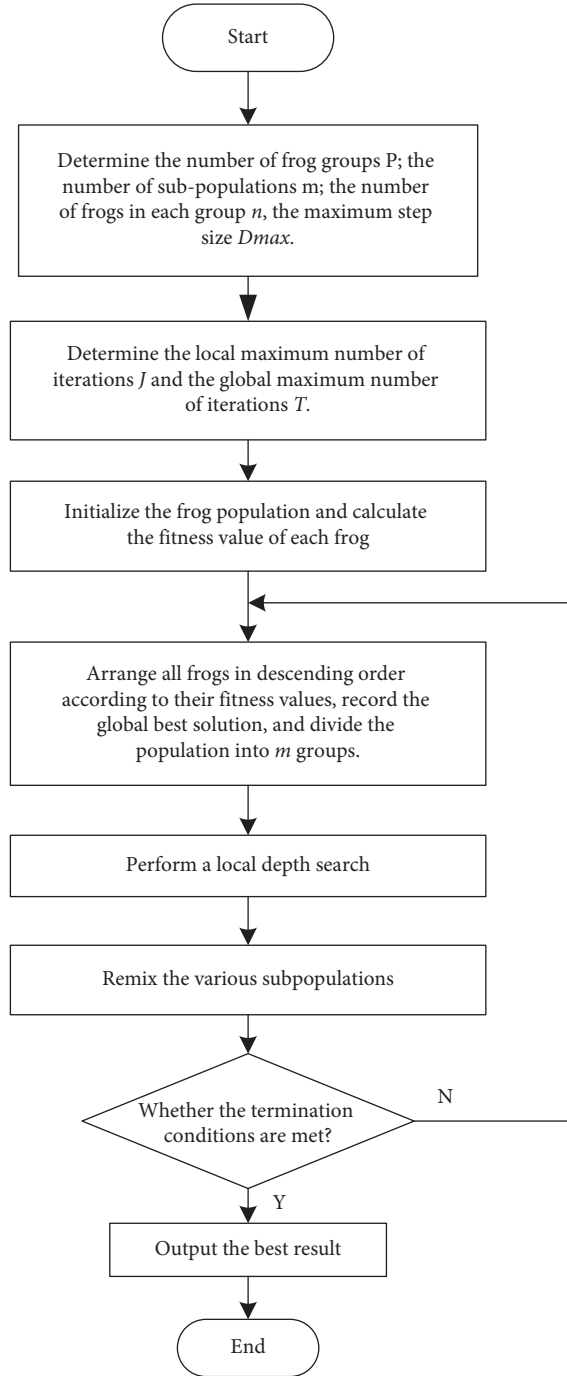 Start
Determine the number of frog groups P; the
number of sub-populations m; the number
of frogs in each group n, the maximum step
size Dmax.
Determine the local maximum number of
iterations J and the global maximum number
of iterations T.
Initialize the frog population and calculate
the fitness value of each frog
Arrange all frogs in descending order
according to their fitness values, record the
global best solution, and divide the
population into m groups.
Perform a local depth search
Remix the various subpopulations
Whether the termination
conditions are met?
N
Y
Output the best result
End